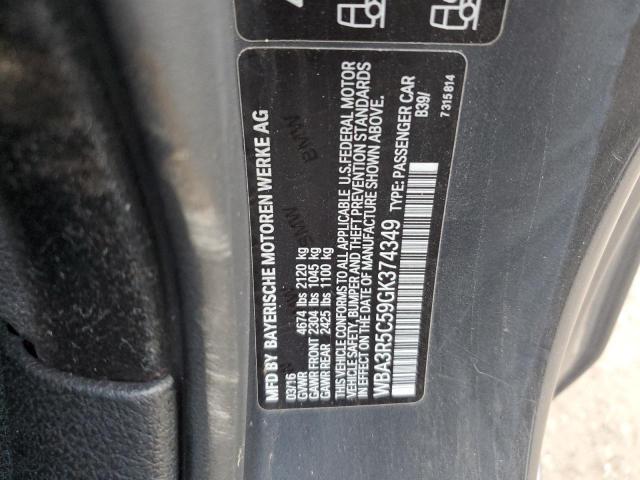 MFD BY BAYERISCHE MOTOREN WERKE AG
03/16
GVWR 4674 lbs 2120 kg
GAWR FRONT 2304 lbs 1045 kg
GAWR REAR 2425 lbs 1100 kg
THIS VEHICLE CONFORMS TO ALL APPLICABLE U.S.FEDERAL MOTOR
VEHICLE SAFETY, BUMPER AND THEFT PREVENTION STANDARDS
IN EFFECT ON THE DATE OF MANUFACTURE SHOWN ABOVE.
WBA3R5C59GK374349 TYPE: PASSENGER CAR
B39/
7 315 814
BMW
BMW